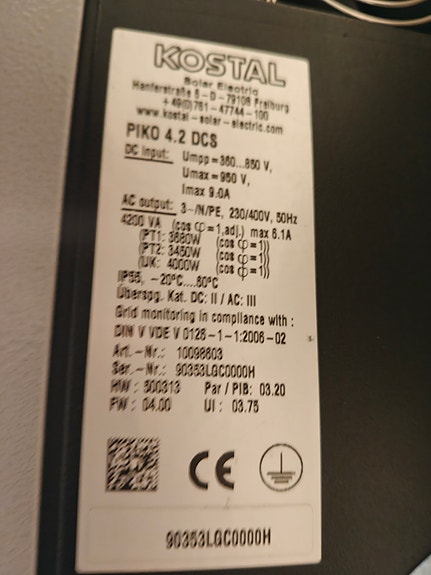 KOSTAL
Solar Electric
Hanferstraße 6 - D - 79108 Freiburg
+49(0)761 - 47744 - 100
www.kostal - solar - electric.com
PIKO 4.2 DCS
DC input: Umpp = 360...850 V,
Umax = 950 V,
Imax 9.0A
AC output: 3~/N/PE, 230/400V, 50Hz
4200 VA (cos φ = 1,adj.) max 6.1A
(PT1: 3680W (cos φ = 1))
(PT2: 3450W (cos φ = 1))
(UK: 4000W (cos φ = 1))
IP55, -20°C....60°C
Überspg. Kat. DC: II / AC: III
Grid monitoring in compliance with :
DIN V VDE V 0126-1-1:2006-02
Art.-Nr.: 10098603
Ser.-Nr.: 90353LGC0000H
HW : 500313 Par / PIB: 03.20
FW : 04.00 UI : 03.75
CE
90353LGC0000H